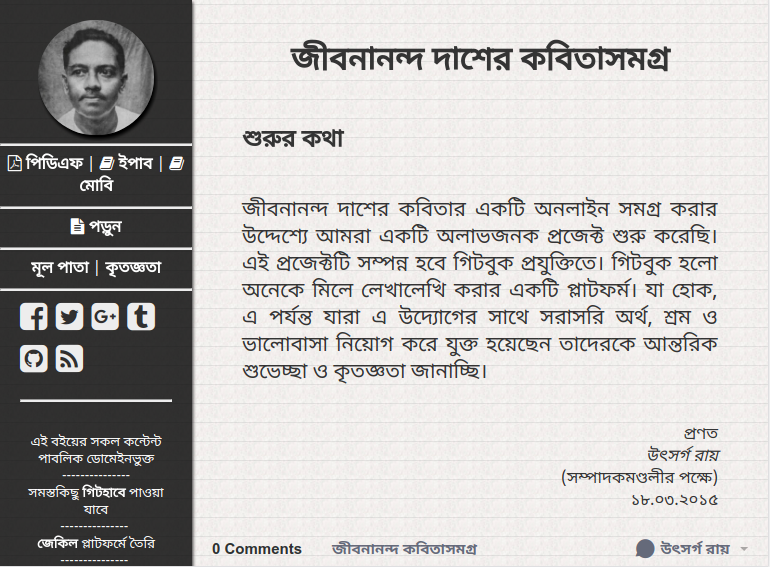 পিডিএফ | ইপাব |
মোবি
পড়ুন
মূল পাতা | কৃতজ্ঞতা
এই বইয়ের সকল কন্টেন্ট
পাবলিক ডোমেইনভুক্ত
---------------
সমস্তকিছু গিটহাবে পাওয়া
যাবে
---------------
জেকিল প্লাটফর্মে তৈরি
---------------
জীবনানন্দ দাশের কবিতাসমগ্র
শুরুর কথা
জীবনানন্দ দাশের কবিতার একটি অনলাইন সমগ্র করার
উদ্দেশ্যে আমরা একটি অলাভজনক প্রজেক্ট শুরু করেছি।
এই প্রজেক্টটি সম্পন্ন হবে গিটবুক প্রযুক্তিতে। গিটবুক হলো
অনেকে মিলে লেখালেখি করার একটি প্লাটফর্ম। যা হোক,
এ পর্যন্ত যারা এ উদ্যোগের সাথে সরাসরি অর্থ, শ্রম ও
ভালোবাসা নিয়োগ করে যুক্ত হয়েছেন তাদেরকে আন্তরিক
শুভেচ্ছা ও কৃতজ্ঞতা জানাচ্ছি।
প্রণত
উৎসর্গ রায়
(সম্পাদকমণ্ডলীর পক্ষে)
১৮.০৩.২০১৫
0 Comments জীবনানন্দ কবিতাসমগ্র উৎসর্গ রায়